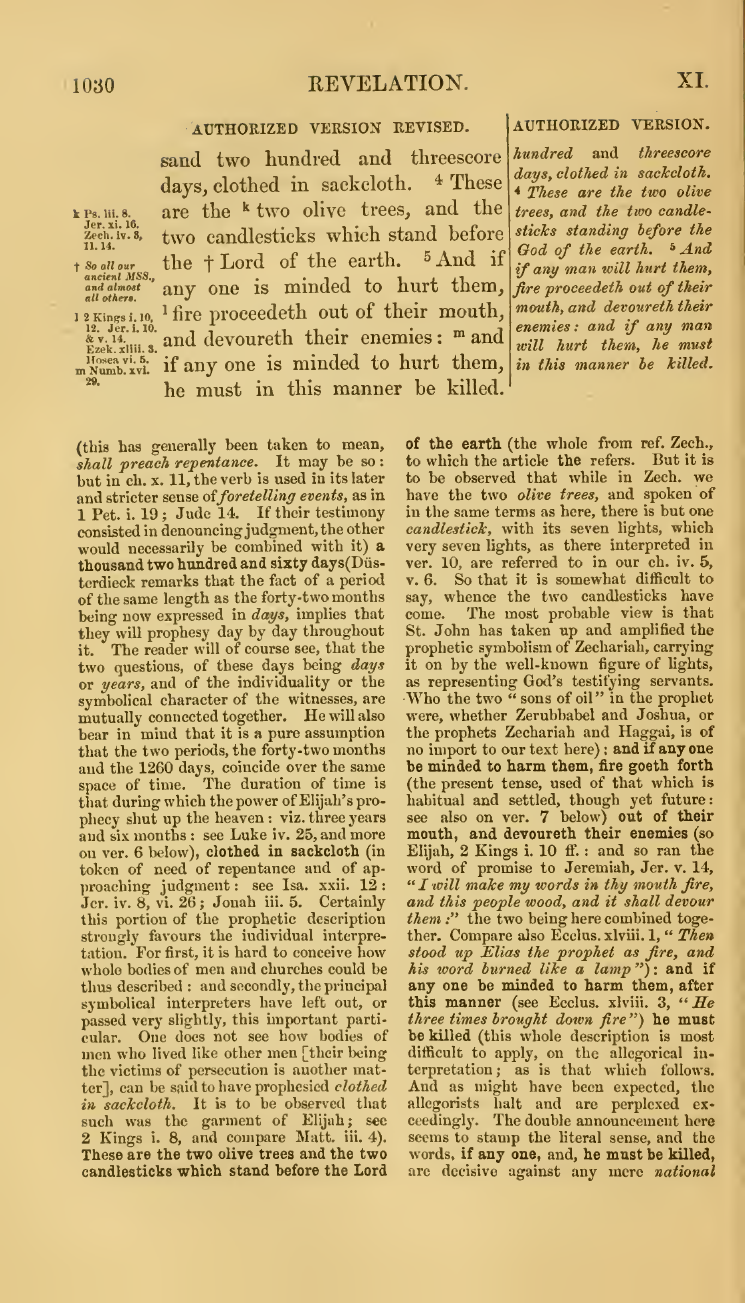 1030
REVELATION.
XI.
AUTHORIZED VERSION REVISED.
sand two hundred and threescore
days, clothed in sackcloth. 4 These
are the k two olive trees, and the
two candlesticks which stand before
the † Lord of the earth. 5 And if
any one is minded to hurt them,
l fire proceedeth out of their mouth,
and devoureth their enemies : m and
if any one is minded to hurt them,
he must in this manner be killed.
k Ps. lii. 8.
Jer. xi. 16.
Zech. iv. 3,
11. 14.
† So all our
ancient MSS.,
and almost
all others.
l 2 Kings i. 10,
12. Jer. i. 10.
& v. 14.
Ezek. xliii. 3.
Hosea vi. 5.
m Numb. xvi.
29.
AUTHORIZED VERSION.
hundred and threescore
days, clothed in sackcloth.
4 These are the two olive
trees, and the two candle-
sticks standing before the
God of the earth. 5 And
if any man will hurt them,
fire proceedeth out of their
mouth, and devoureth their
enemies : and if any man
will hurt them, he must
in this manner be killed.
(this has generally been taken to mean,
shall preach repentance. It may be so :
but in ch. x. 11, the verb is used in its later
and stricter sense of foretelling events, as in
1 Pet. i. 19 ; Jude 14. If their testimony
consisted in denouncing judgment, the other
would necessarily be combined with it) a
thousand two hundred and sixty days (Düs-
terdieck remarks that the fact of a period
of the same length as the forty-two months
being now expressed in days, implies that
they will prophesy day by day throughout
it. The reader will of course see, that the
two questions, of these days being days
or years, and of the individuality or the
symbolical character of the witnesses, are
mutually connected together. He will also
bear in mind that it is a pure assumption
that the two periods, the forty-two months
and the 1260 days, coincide over the same
space of time. The duration of time is
that during which the power of Elijah's pro-
phecy shut up the heaven : viz. three years
and six months : see Luke iv. 25, and more
on ver. 6 below), clothed in sackcloth (in
token of need of repentance and of ap-
proaching judgment : see Isa. xxii. 12 :
Jer. iv. 8, vi. 26 ; Jonah iii. 5. Certainly
this portion of the prophetic description
strongly favours the individual interpre-
tation. For first, it is hard to conceive how
whole bodies of men and churches could be
thus described : and secondly, the principal
symbolical interpreters have left out, or
passed very slightly, this important parti-
cular. One does not see how bodies of
men who lived like other men [their being
the victims of persecution is another mat-
ter], can be said to have prophesied clothed
in sackcloth. It is to be observed that
such was the garment of Elijah ; see
2 Kings i. 8, and compare Matt. iii. 4).
These are the two olive trees and the two
candlesticks which stand before the Lord
of the earth (the whole from ref. Zech.,
to which the article the refers. But it is
to be observed that while in Zech. we
have the two olive trees, and spoken of
in the same terms as here, there is but one
candlestick, with its seven lights, which
very seven lights, as there interpreted in
ver. 10, are referred to in our ch. iv. 5,
v. 6. So that it is somewhat difficult to
say, whence the two candlesticks have
come. The most probable view is that
St. John has taken up and amplified the
prophetic symbolism of Zechariah, carrying
it on by the well-known figure of lights,
as representing God's testifying servants.
Who the two " sons of oil " in the prophet
were, whether Zerubbabel and Joshua, or
the prophets Zechariah and Haggai, is of
no import to our text here) ; and if any one
be minded to harm them, fire goeth forth
(the present tense, used of that which is
habitual and settled, though yet future :
see also on ver. 7 below) out of their
mouth, and devoureth their enemies (so
Elijah, 2 Kings i. 10 ff. : and so ran the
word of promise to Jeremiah, Jer. v. 14,
" I will make my words in thy mouth fire,
and this people wood, and it shall devour
them :" the two being here combined toge-
ther. Compare also Ecclus. xlviii. 1, " Then
stood up Elias the prophet as fire, and
his word burned like a lamp ") : and if
any one be minded to harm them, after
this manner (see Ecclus. xlviii. 3, " He
three times brought down fire ") he must
be killed (this whole description is most
difficult to apply, on the allegorical in-
terpretation ; as is that which follows.
And as might have been expected, the
allegorists halt and are perplexed ex-
ceedingly. The double announcement here
seems to stamp the literal sense, and the
words, if any one, and, he must be killed,
are decisive against any mere national